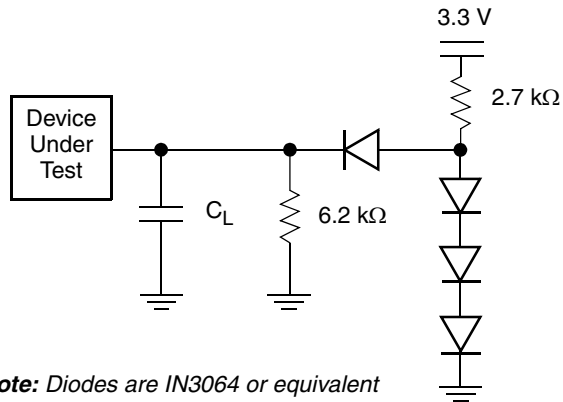 3.3 V
2.7 kΩ
Device
Under
Test
C_L
6.2 kΩ
ote: Diodes are IN3064 or equivalent